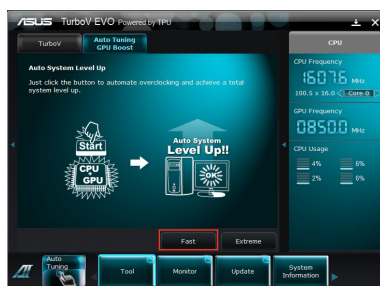 ASUS TurboV EVO Powered by TPU
TurboV
Auto Tuning
GPU Boost
CPU
Auto System Level Up
Just click the button to automate overclocking and achieve a total
system level up.
Start
CPU
GPU
Auto System
Level Up!!
OK
CPU Frequency
1607.6 MHz
100.5 x 16.0 < Core 0 >
GPU Frequency
0850.0 MHz
CPU Usage
4% 6%
2% 6%
Fast
Extreme
Auto
Tuning
Tool
Monitor
Update
System
Information